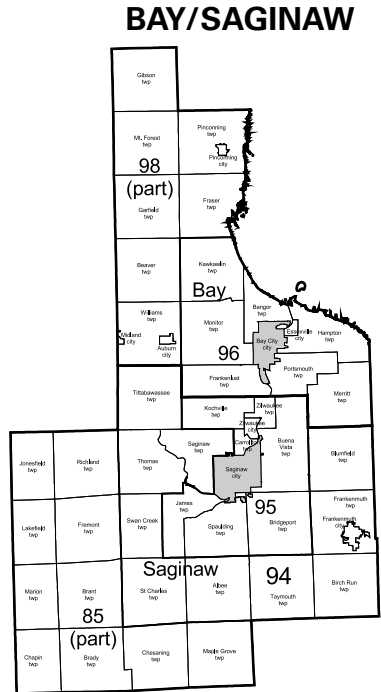 BAY/SAGINAW
Gibson
twp
Mt. Forest
twp
Pinconning
twp
Pinconning
city
98
(part)
Garfield
twp
Fraser
twp
Beaver
twp
Kawkawlin
twp
Bay
Williams
twp
Midland
city
Auburn
city
Monitor
twp
Bangor
twp
Essexville
city
Hampton
twp
Bay City
city
96
Portsmouth
twp
Frankenlust
twp
Merritt
twp
Tittabawassee
twp
Kochville
twp
Zilwaukee
twp
Zilwaukee
city
Carrollton
twp
Jonesfield
twp
Richland
twp
Thomas
twp
Saginaw
twp
Buena
Vista
twp
Blumfield
twp
Saginaw
city
James
twp
95
Frankenmuth
twp
Frankenmuth
city
Lakefield
twp
Fremont
twp
Swan Creek
twp
Spaulding
twp
Bridgeport
twp
Saginaw
94
Marion
twp
Brant
twp
St Charles
twp
Albee
twp
Taymouth
twp
Birch Run
twp
85
(part)
Chapin
twp
Brady
twp
Chesaning
twp
Maple Grove
twp